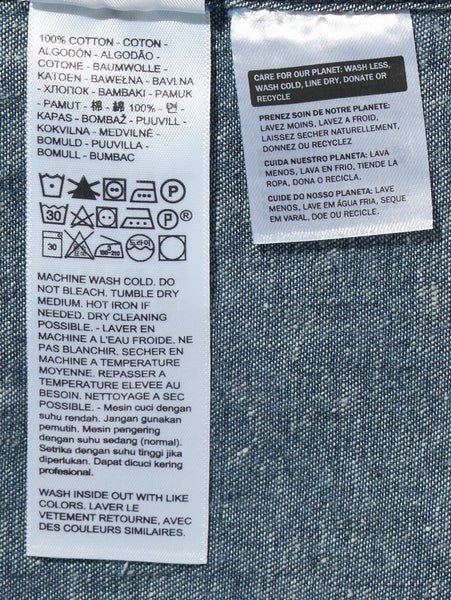 100% COTTON - COTON -
ALGODÓN - ALGODÃO -
COTONE - BAUMWOLLE -
KATOEN - BAWEŁNA - BAVLNA
- ХЛОПОК - BAMBAKI - PAMUK
- PAMUT - 棉 - 綿 100% - 면 -
KAPAS - BOMBAŽ - PUUVILL -
KOKVILNA - MEDVILNĖ -
BOMULD - PUUVILLA -
BOMULL - BUMBAC
P
30
P
30
180-210
드라이
MACHINE WASH COLD. DO
NOT BLEACH. TUMBLE DRY
MEDIUM. HOT IRON IF
NEEDED. DRY CLEANING
POSSIBLE. - LAVER EN
MACHINE A L'EAU FROIDE. NE
PAS BLANCHIR. SECHER EN
MACHINE A TEMPERATURE
MOYENNE. REPASSER A
TEMPERATURE ELEVEE AU
BESOIN. NETTOYAGE A SEC
POSSIBLE. - Mesin cuci dengan
suhu rendah. Jangan gunakan
pemutih. Mesin pengering
dengan suhu sedang (normal).
Setrika dengan suhu tinggi jika
diperlukan. Dapat dicuci kering
profesional.
WASH INSIDE OUT WITH LIKE
COLORS. LAVER LE
VETEMENT RETOURNE, AVEC
DES COULEURS SIMILAIRES.
CARE FOR OUR PLANET: WASH LESS,
WASH COLD, LINE DRY, DONATE OR
RECYCLE
PRENEZ SOIN DE NOTRE PLANETE:
LAVEZ MOINS, LAVEZ A FROID,
LAISSEZ SECHER NATURELLEMENT,
DONNEZ OU RECYCLEZ
CUIDA NUESTRO PLANETA: LAVA
MENOS, LAVA EN FRIO, TIENDE LA
ROPA, DONA O RECICLA.
CUIDE DO NOSSO PLANETA: LAVE
MENOS, LAVE EM ÁGUA FRIA, SEQUE
EM VARAL, DOE OU RECICLE.